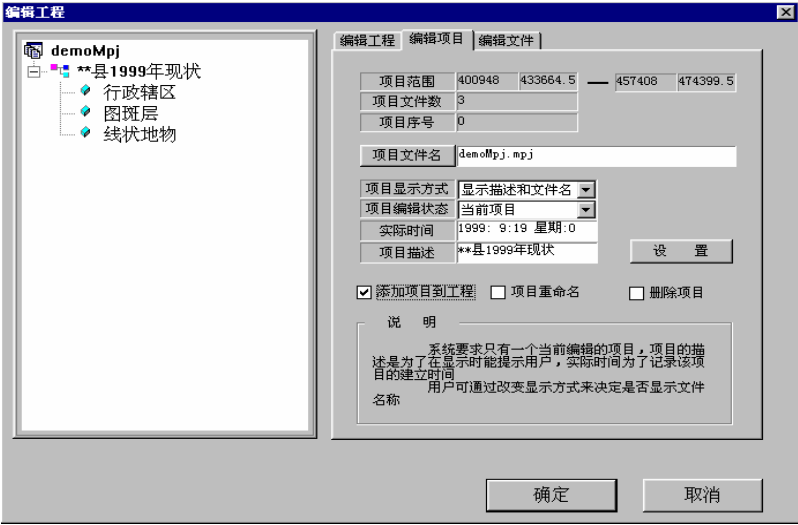 编辑工程
demoMpj
**县1999年现状
行政辖区
图斑层
线状地物
编辑工程 编辑项目 编辑文件
项目范围 400948 433664.5 — 457408 474399.5
项目文件数 3
项目序号 0
项目文件名 demoMpj.mpj
项目显示方式 显示描述和文件名
项目编辑状态 当前项目
实际时间 1999: 9:19 星期:0
项目描述 **县1999年现状
设 置
添加项目到工程 项目重命名 删除项目
说 明
系统要求只有一个当前编辑的项目，项目的描
述是为了在显示时能提示用户，实际时间为了记录该项
目的建立时间
用户可通过改变显示方式来决定是否显示文件
名称
确定 取消